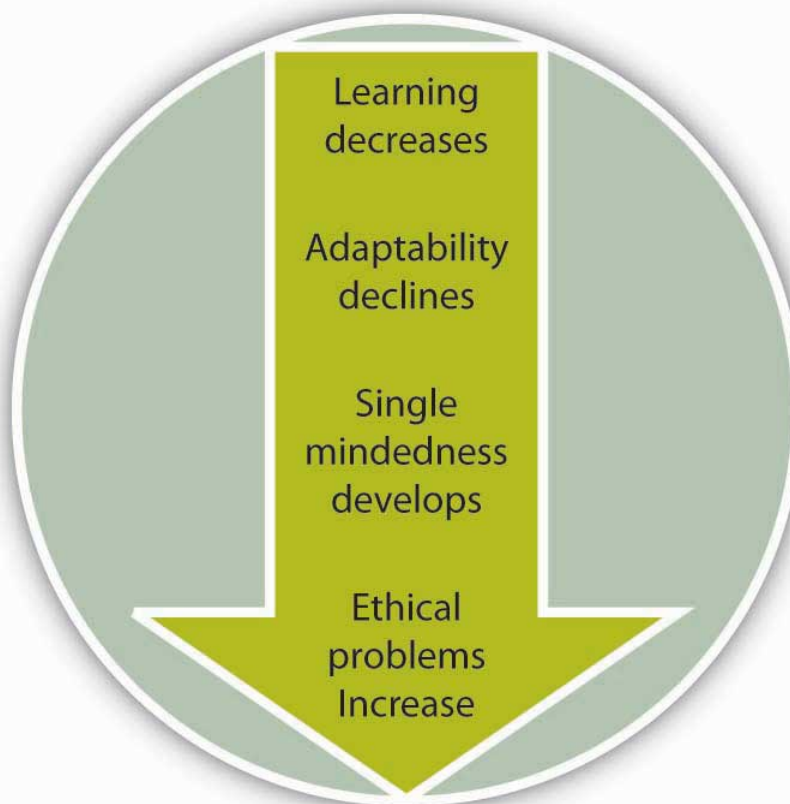 Learning
decreases
Adaptability
declines
Single
mindedness
develops
Ethical
problems
Increase